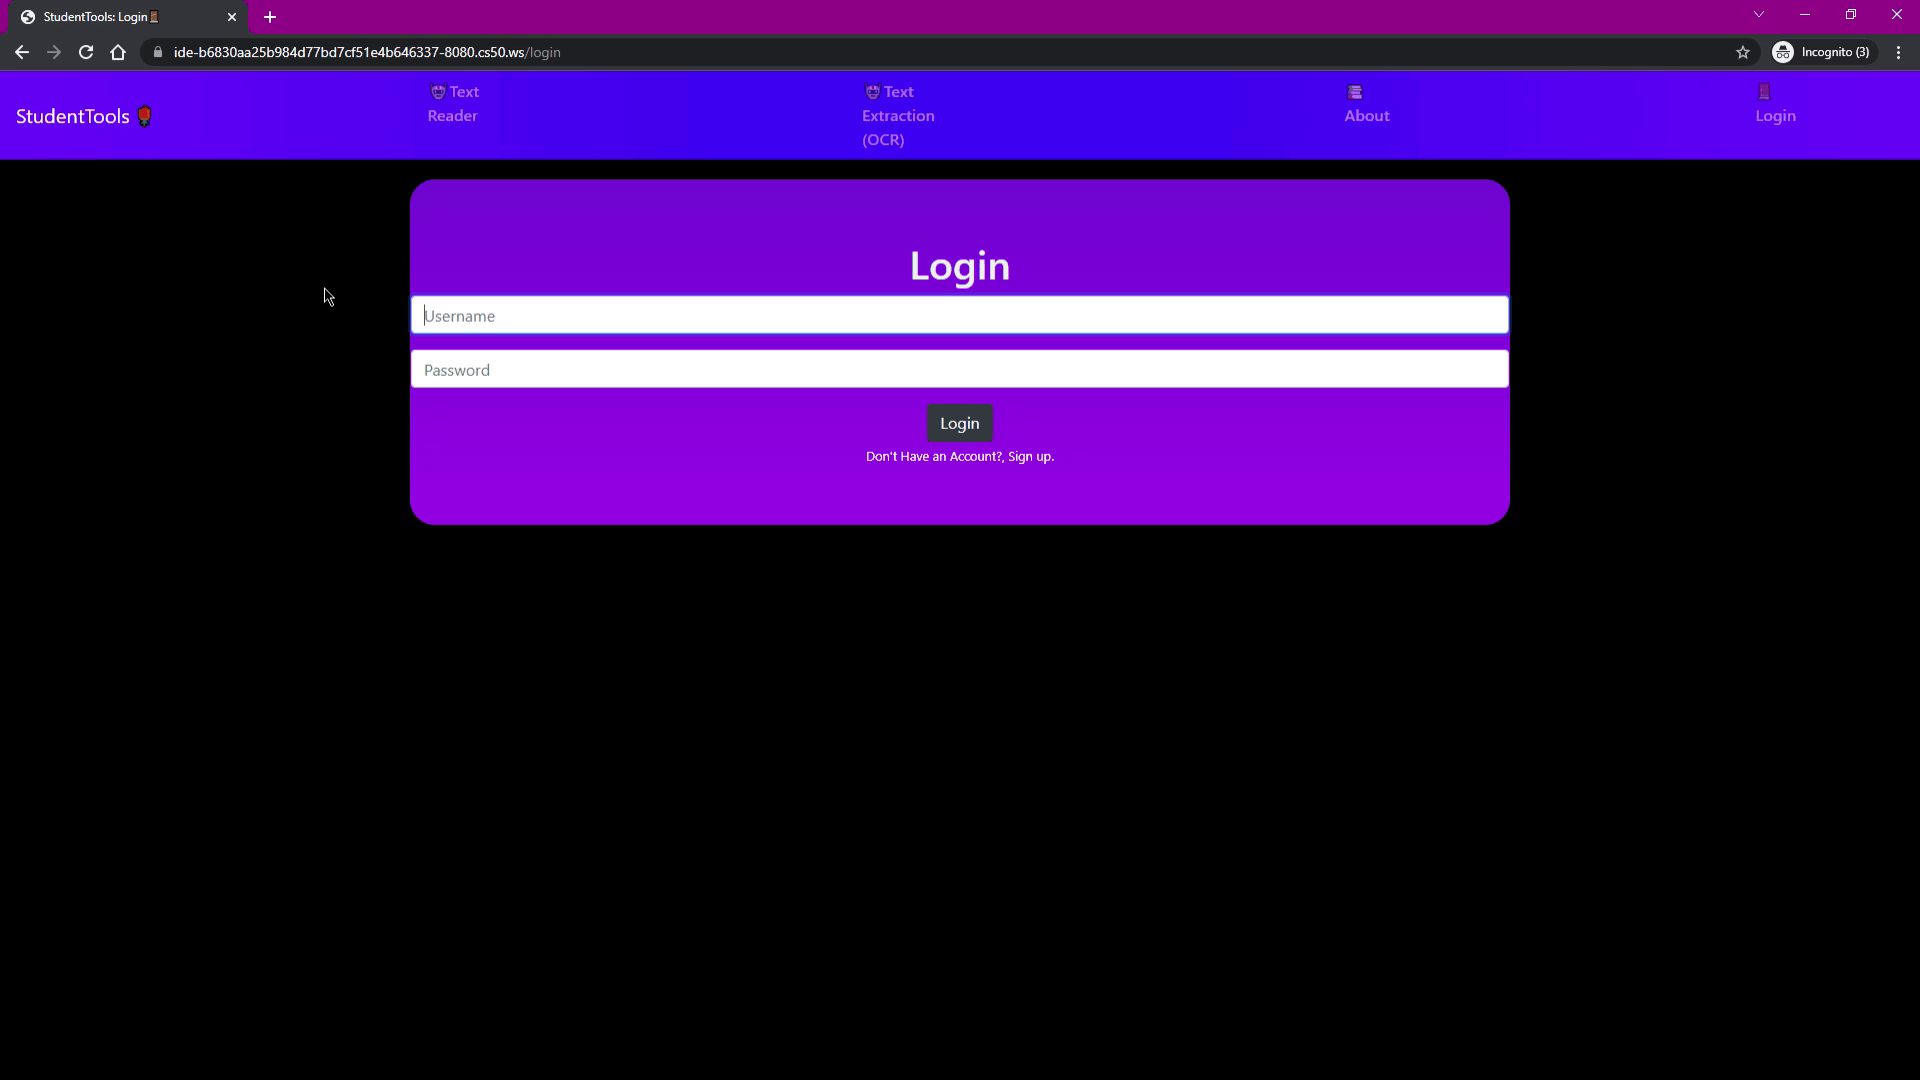 StudentTools: Login
ide-b6830aa25b984d77bd7cf51e4b646337-8080.cs50.ws/login
Incognito (3)
StudentTools
Text
Reader
Text
Extraction
(OCR)
About
Login
Login
Username
Password
Login
Don't Have an Account?, Sign up.